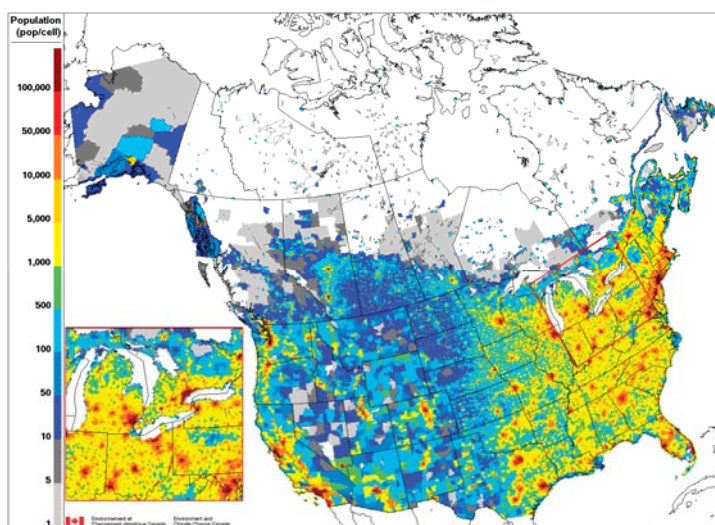 Population
(pop/cell)
100,000
50,000
10,000
5,000
1,000
500
100
50
10
5
1
Environnement et Environment and
Changement climatique Canada Climate Change Canada